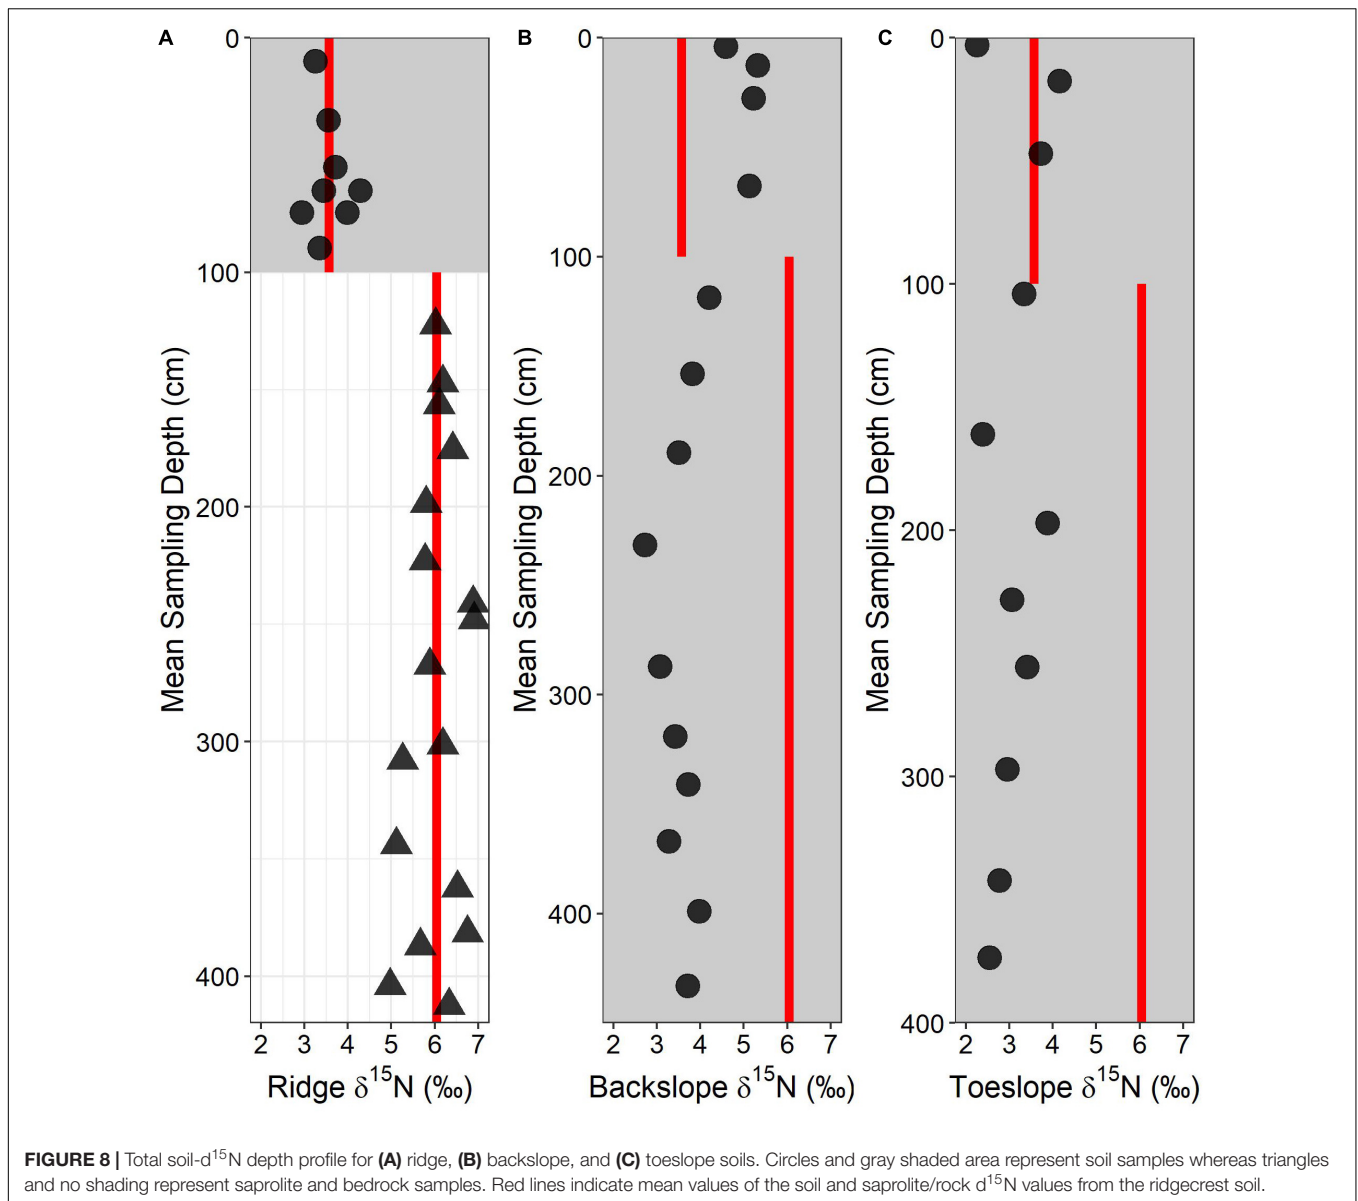 A
B
C
0
100
200
300
400
Mean Sampling Depth (cm)
2 3 4 5 6 7
Ridge δ15N (‰)
0
100
200
300
400
Mean Sampling Depth (cm)
2 3 4 5 6 7
Backslope δ15N (‰)
0
100
200
300
400
Mean Sampling Depth (cm)
2 3 4 5 6 7
Toeslope δ15N (‰)
FIGURE 8 | Total soil-d15N depth profile for (A) ridge, (B) backslope, and (C) toeslope soils. Circles and gray shaded area represent soil samples whereas triangles
and no shading represent saprolite and bedrock samples. Red lines indicate mean values of the soil and saprolite/rock d15N values from the ridgecrest soil.